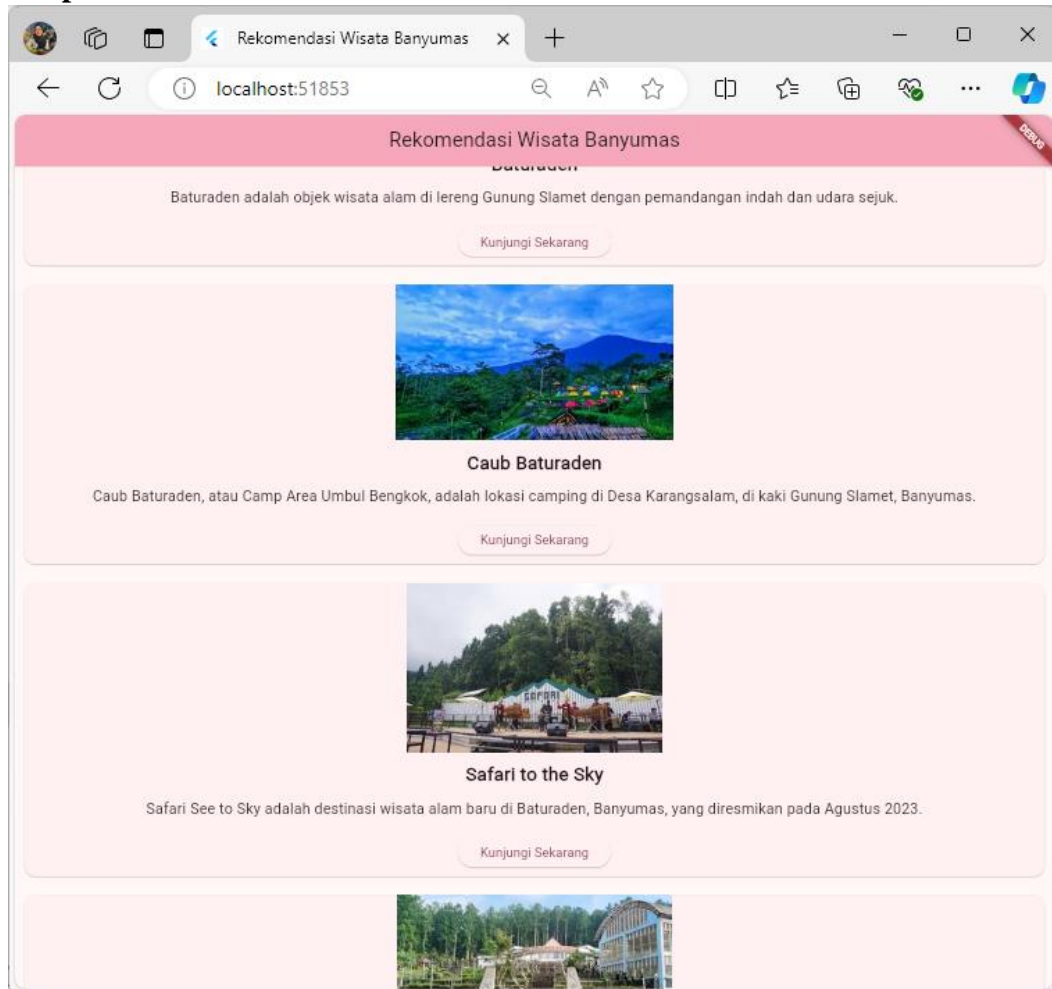 Rekomendasi Wisata Banyumas
localhost:51853
Rekomendasi Wisata Banyumas
DEBUG
Baturaden
Baturaden adalah objek wisata alam di lereng Gunung Slamet dengan pemandangan indah dan udara sejuk.
Kunjungi Sekarang
Caub Baturaden
Caub Baturaden, atau Camp Area Umbul Bengkok, adalah lokasi camping di Desa Karangsalam, di kaki Gunung Slamet, Banyumas.
Kunjungi Sekarang
SAFARI
Safari to the Sky
Safari See to Sky adalah destinasi wisata alam baru di Baturaden, Banyumas, yang diresmikan pada Agustus 2023.
Kunjungi Sekarang